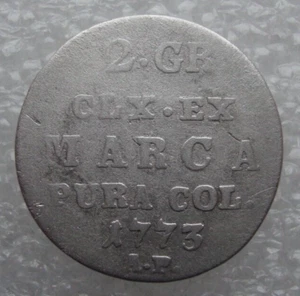 2·GR
CLX·EX
MARCA
PURA COL.
1773
A·P·